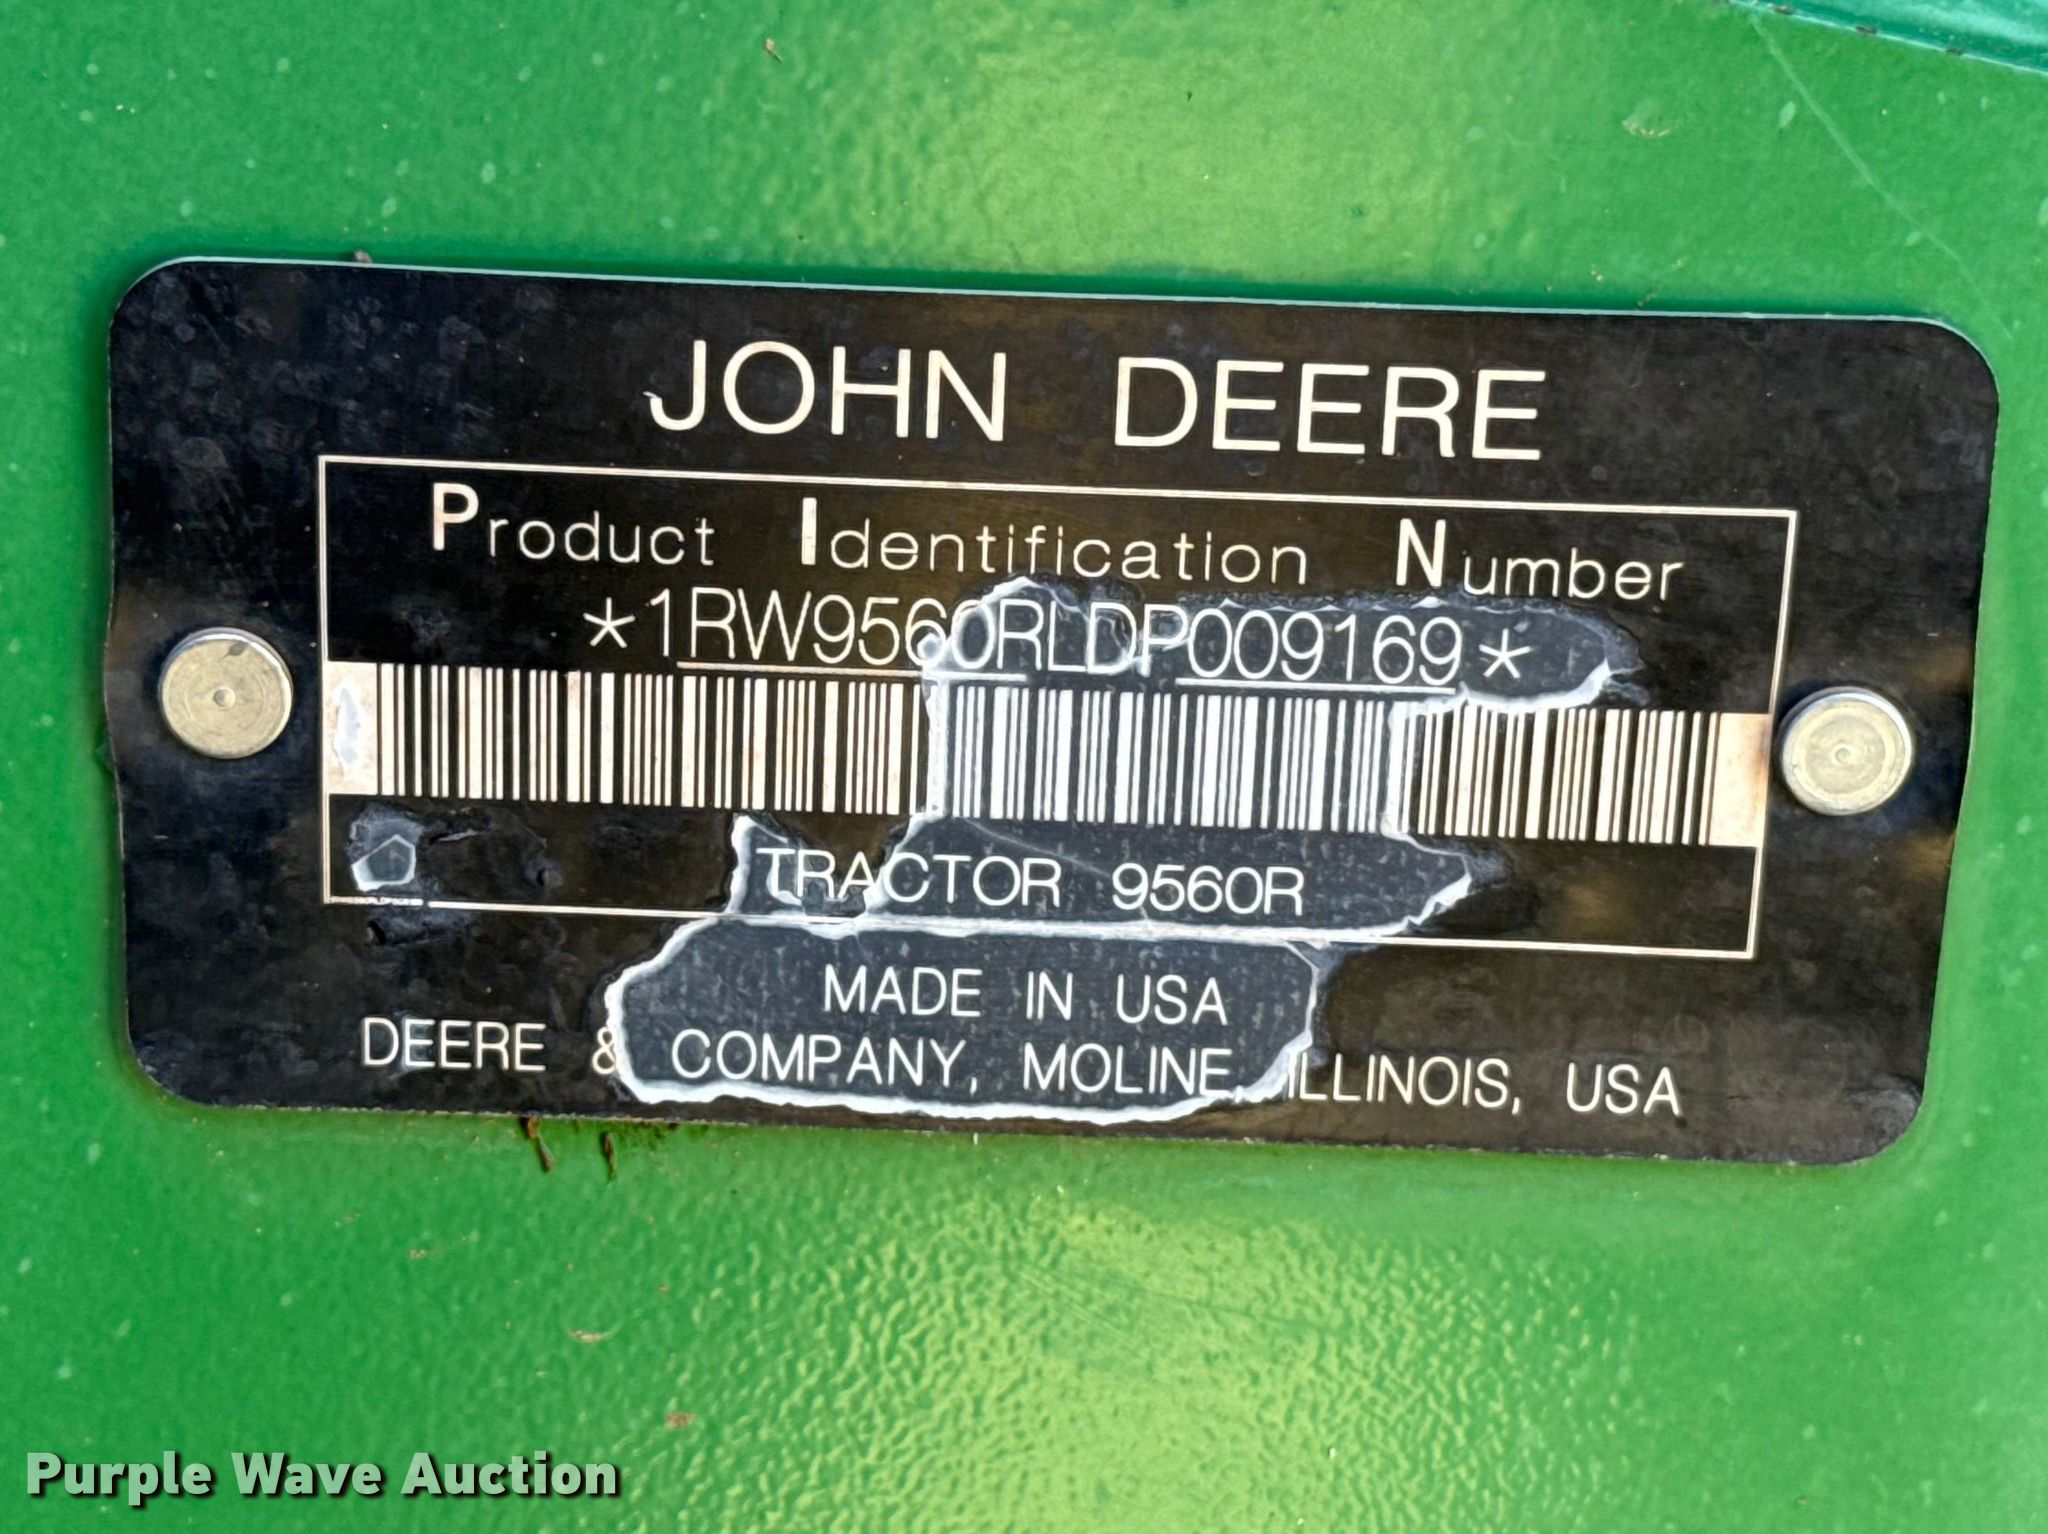 JOHN DEERE
Product Identification Number
*1RW9560RLDP009169*
TRACTOR 9560R
MADE IN USA
DEERE & COMPANY, MOLINE, ILLINOIS, USA
Purple Wave Auction